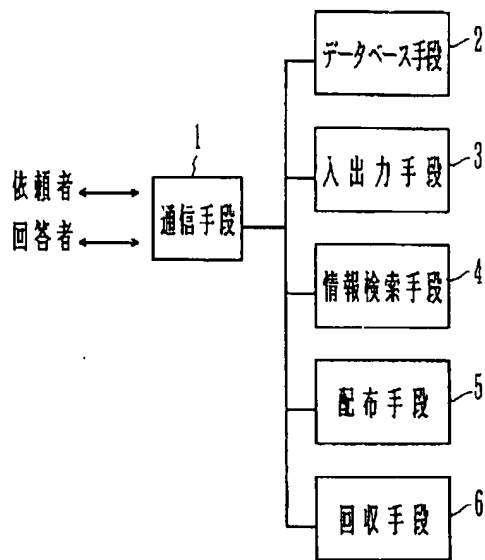 2
データベース手段
1
3
入出力手段
依頼者
通信手段
回答者
4
情報検索手段
5
配布手段
6
回収手段